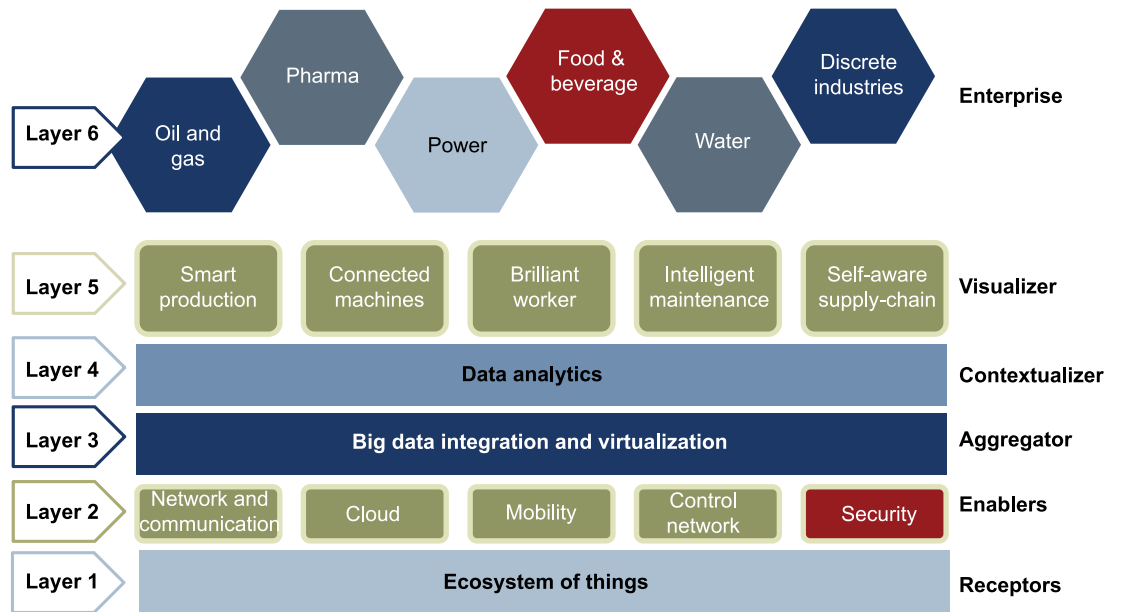 Layer 6
Oil and
gas
Pharma
Power
Food &
beverage
Water
Discrete
industries
Enterprise
Layer 5
Smart
production
Connected
machines
Brilliant
worker
Intelligent
maintenance
Self-aware
supply-chain
Visualizer
Layer 4
Data analytics
Contextualizer
Layer 3
Big data integration and virtualization
Aggregator
Layer 2
Network and
communication
Cloud
Mobility
Control
network
Security
Enablers
Layer 1
Ecosystem of things
Receptors